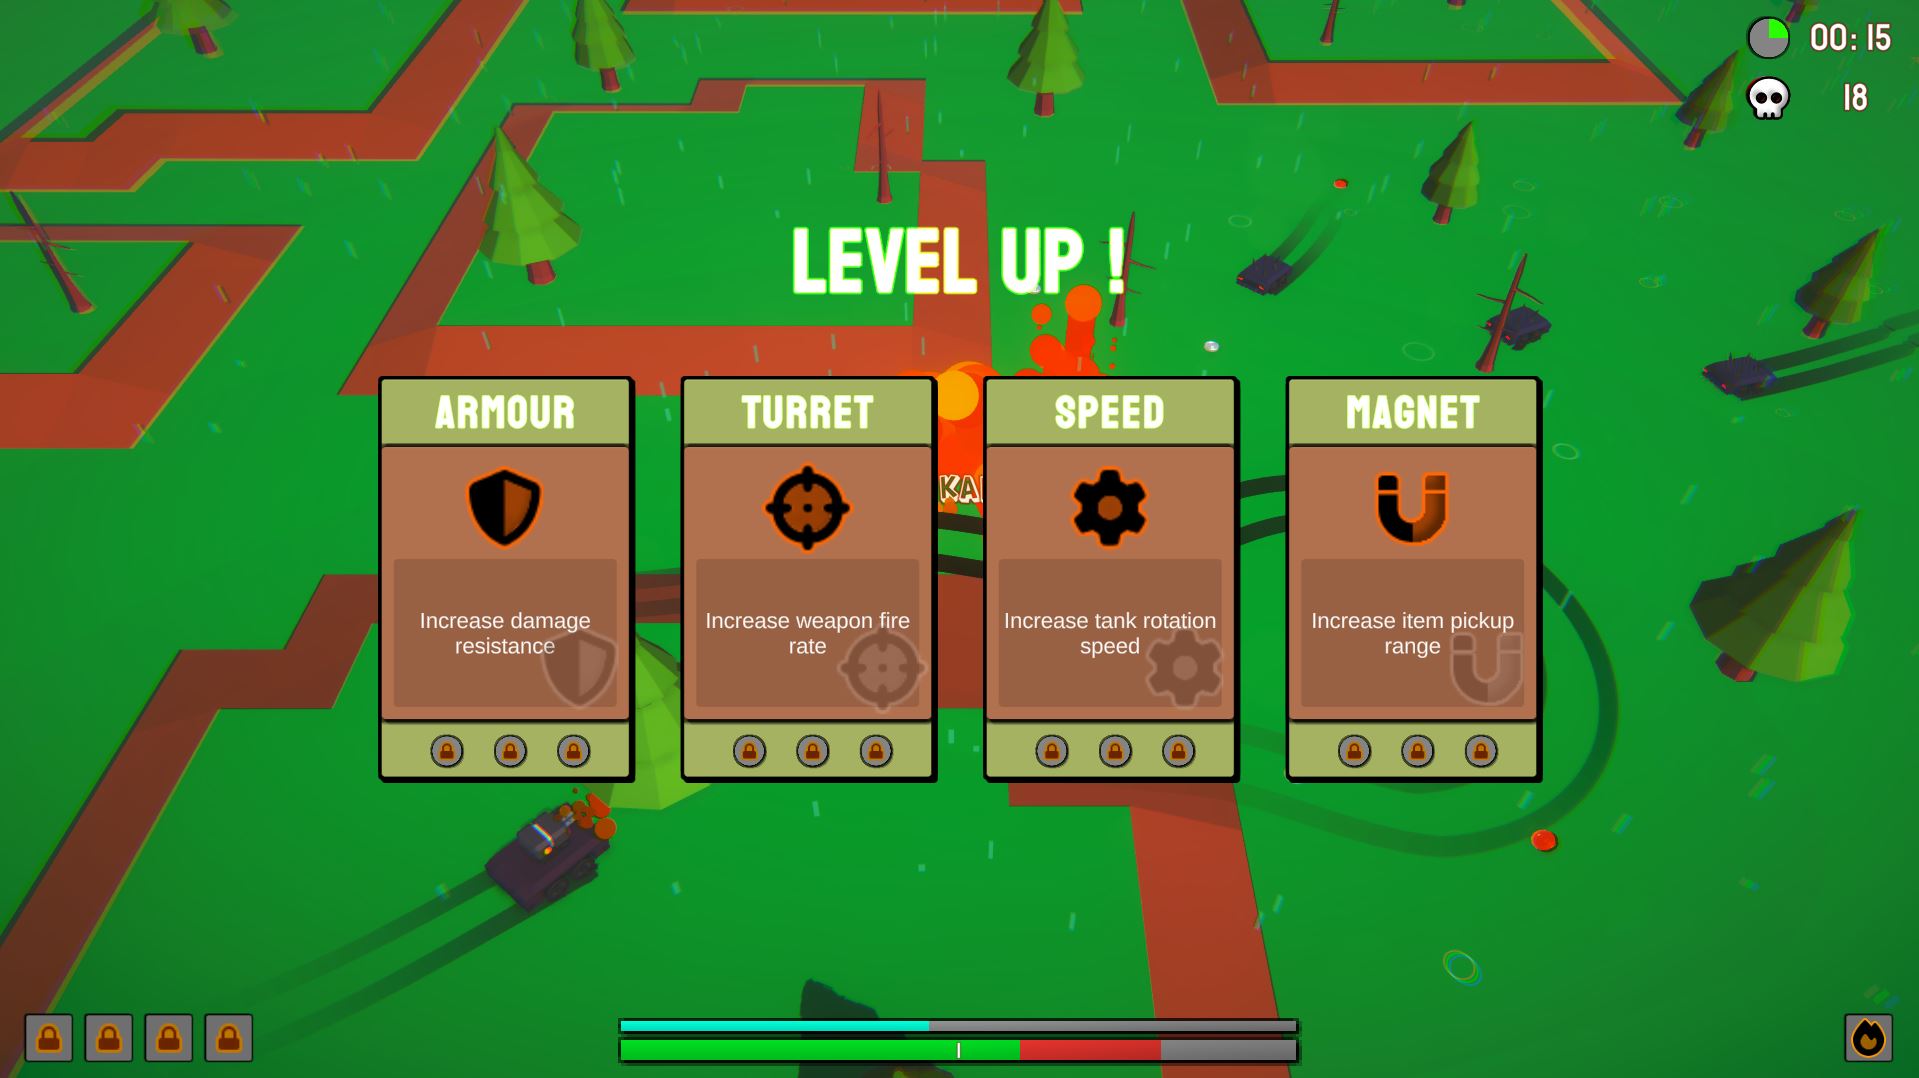 00:15
18
LEVEL UP !
ARMOUR
Increase damage
resistance
TURRET
Increase weapon fire
rate
SPEED
Increase tank rotation
speed
MAGNET
Increase item pickup
range